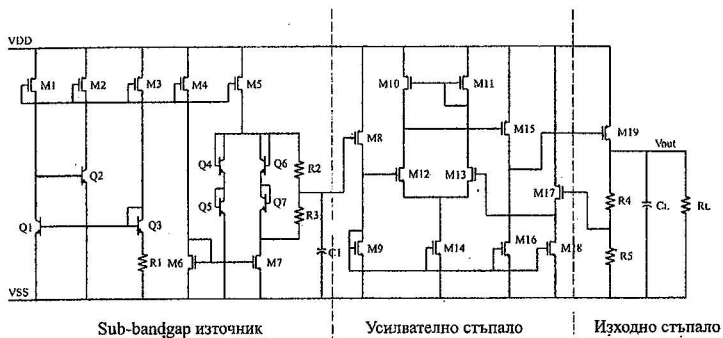 VDD
M1
M2
M3
M4
M5
M10
M11
M8
M15
M19
Vout
Q2
Q4
Q6
R2
M12
M13
M17
R4
CL
RL
Q5
Q7
R3
Q1
Q3
R1
M6
M7
C1
M9
M14
M16
M18
R5
VSS
Sub-bandgap източник
Усилвателно стъпало
Изходно стъпало